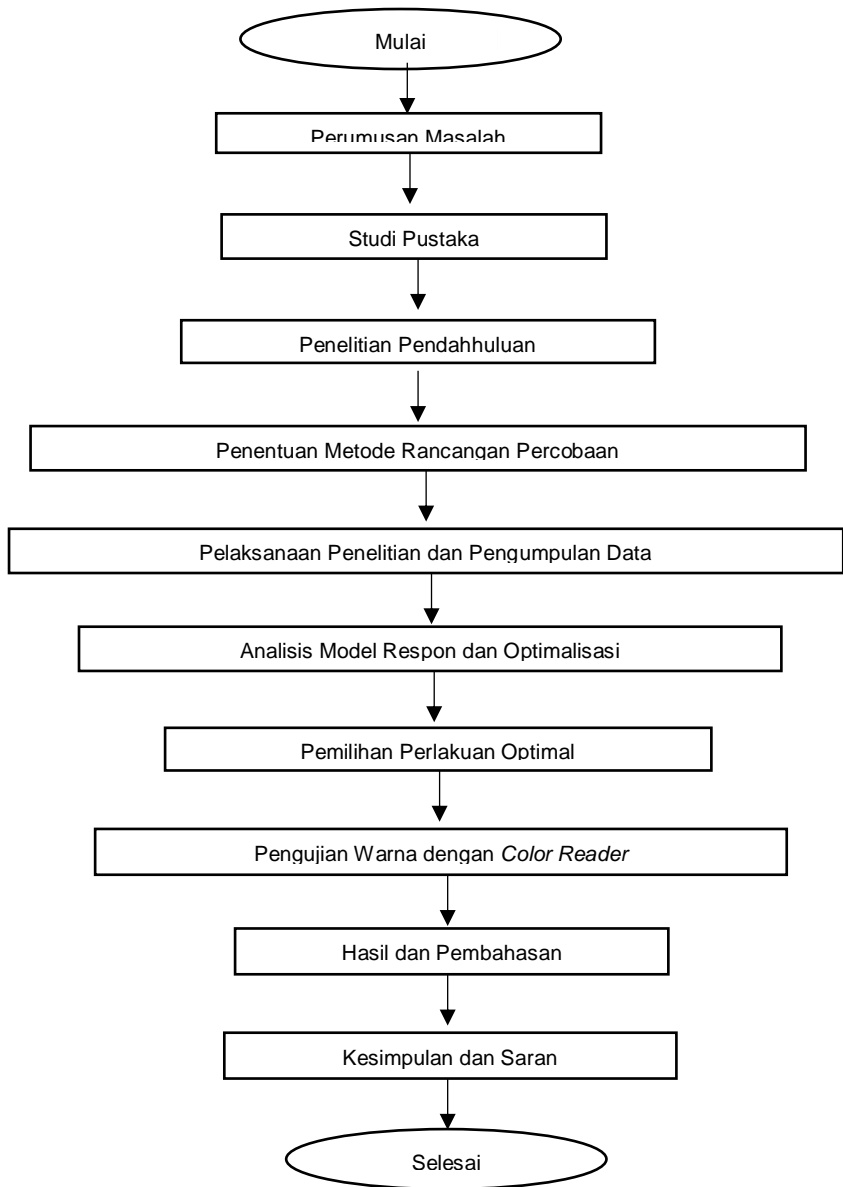 Mulai
Perumusan Masalah
Studi Pustaka
Penelitian Pendahhuluan
Penentuan Metode Rancangan Percobaan
Pelaksanaan Penelitian dan Pengumpulan Data
Analisis Model Respon dan Optimalisasi
Pemilihan Perlakuan Optimal
Pengujian Warna dengan Color Reader
Hasil dan Pembahasan
Kesimpulan dan Saran
Selesai